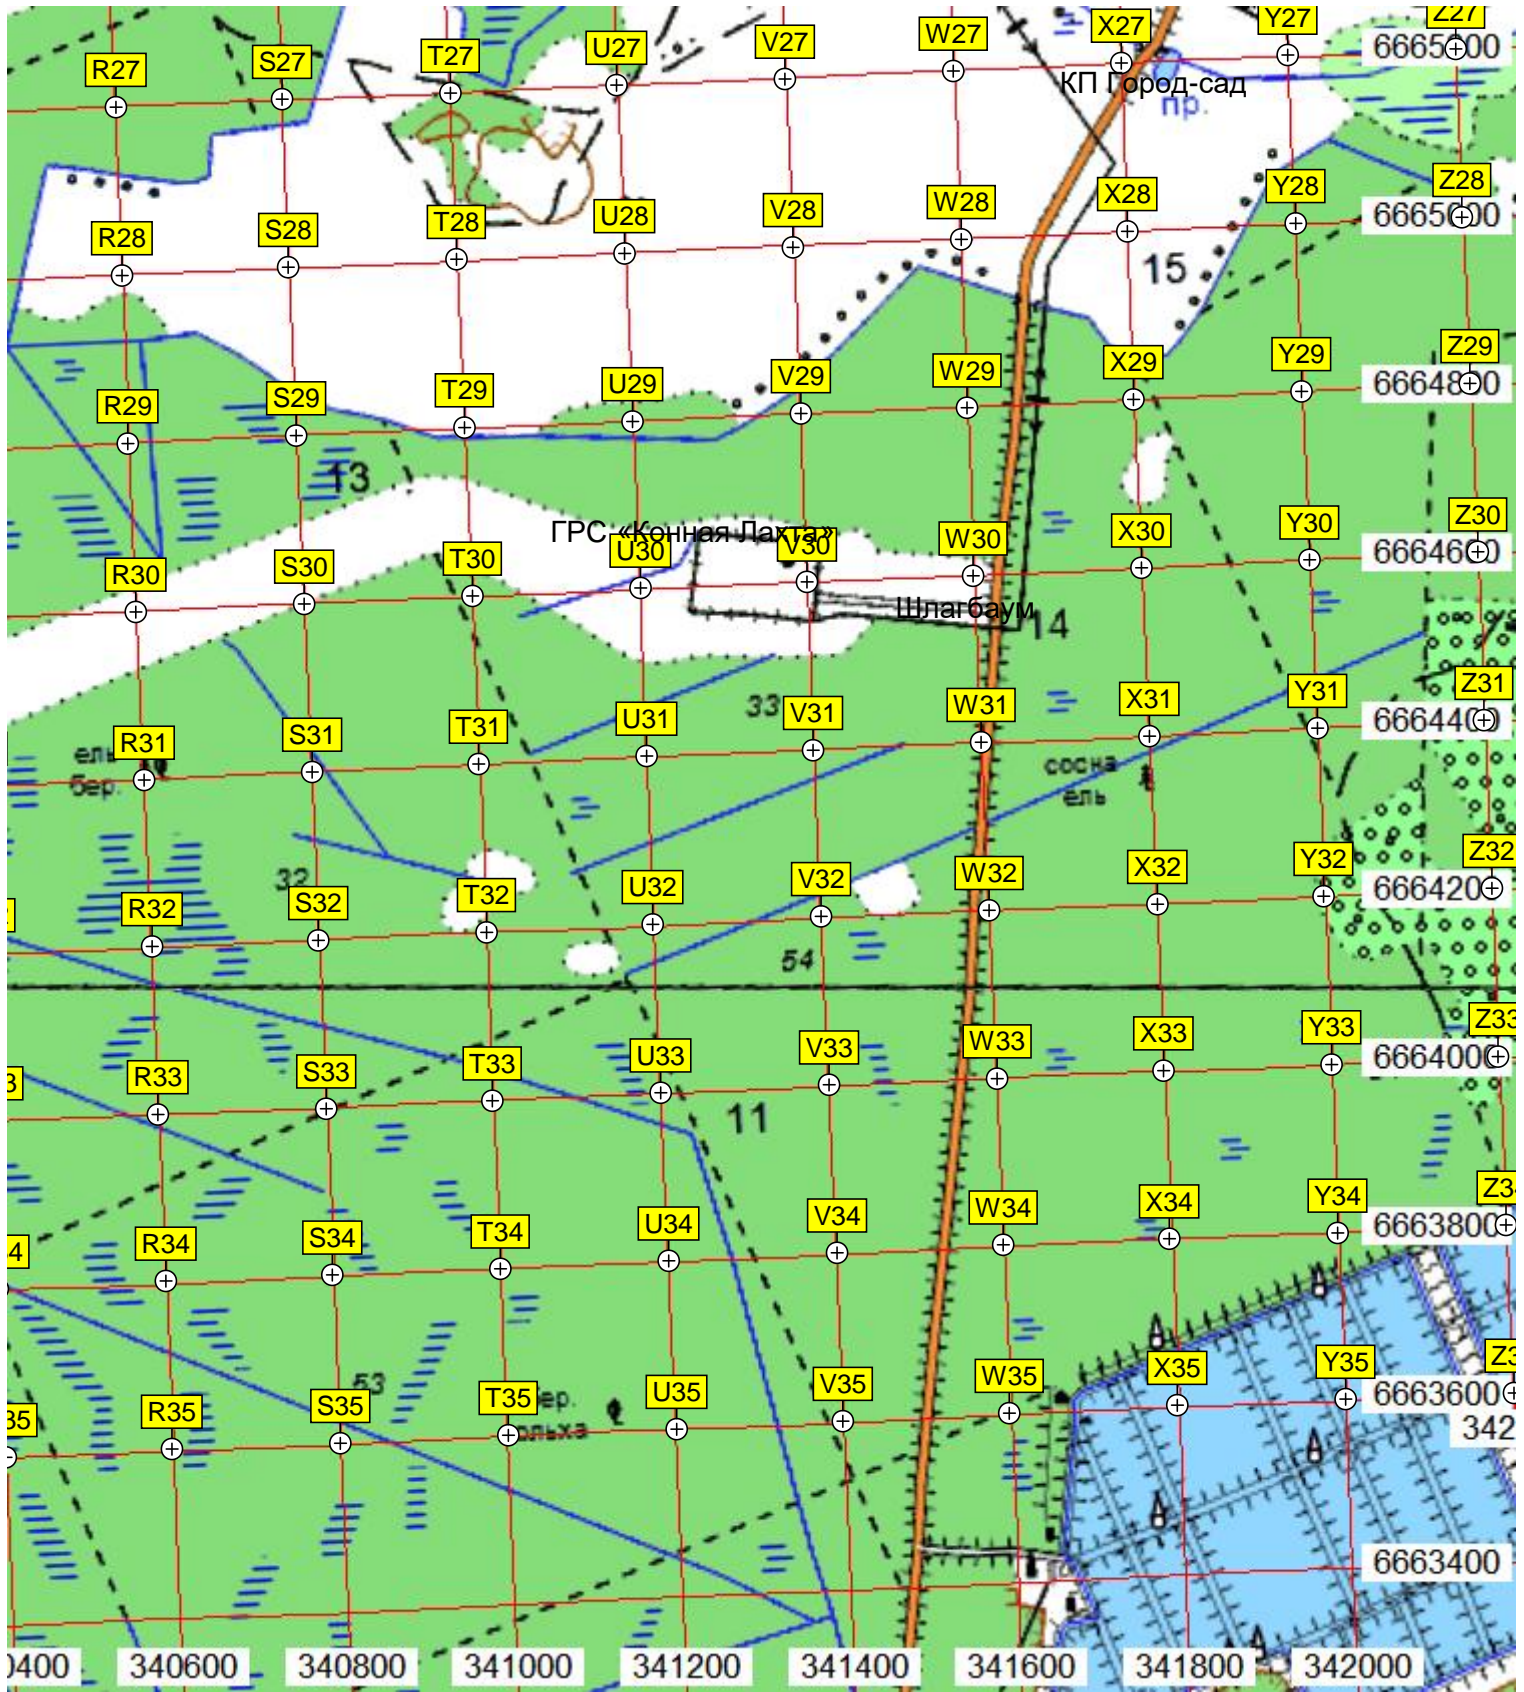 R27 S27 T27 U27 V27 W27 X27 Y27 Z27
КП Город-сад
пр.
R28 S28 T28 U28 V28 W28 X28 Y28 Z28
6665000
15
R29 S29 T29 U29 V29 W29 X29 Y29 Z29
6664800
13
ГРС «Конная Лахта»
R30 S30 T30 U30 V30 W30 X30 Y30 Z30
6664600
Шлагбаум
14
33
R31 S31 T31 U31 V31 W31 X31 Y31 Z31
6664400
ель
бер.
сосна
ель
32
R32 S32 T32 U32 V32 W32 X32 Y32 Z32
6664200
54
R33 S33 T33 U33 V33 W33 X33 Y33 Z33
6664000
11
R34 S34 T34 U34 V34 W34 X34 Y34
6663800
53
R35 S35 T35 U35 V35 W35 X35 Y35
6663600
ольха
6663400
340600 340800 341000 341200 341400 341600 341800 342000